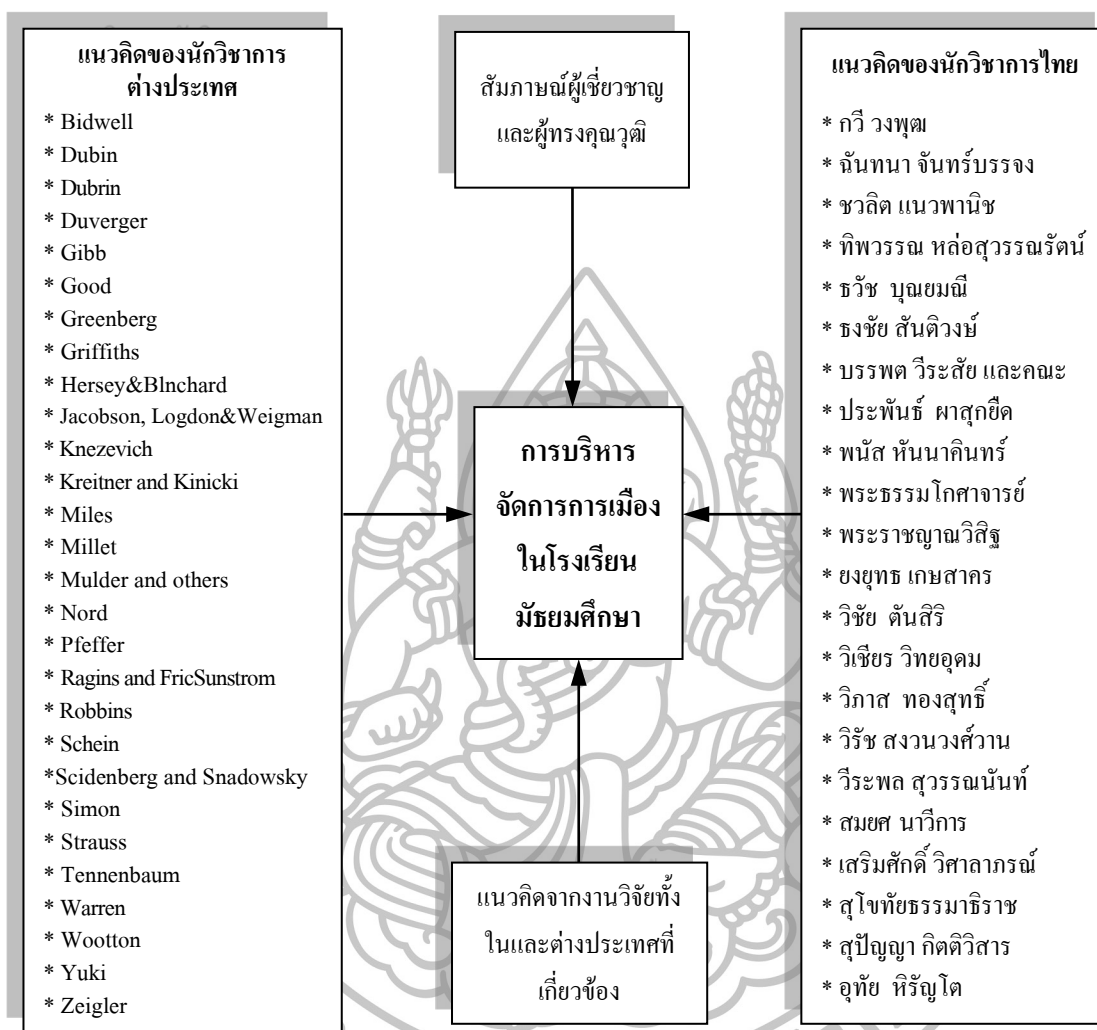 แนวคิดของนักวิชาการ
ต่างประเทศ
* Bidwell
* Dubin
* Dubrin
* Duverger
* Gibb
* Good
* Greenberg
* Griffiths
* Hersey&Blnchard
* Jacobson, Logdon&Weigman
* Knezevich
* Kreitner and Kinicki
* Miles
* Millet
* Mulder and others
* Nord
* Pfeffer
* Ragins and FricSunstrom
* Robbins
* Schein
*Scidenberg and Snadowsky
* Simon
* Strauss
* Tennenbaum
* Warren
* Wootton
* Yuki
* Zeigler
สัมภาษณ์ผู้เชี่ยวชาญ
และผู้ทรงคุณวุฒิ
การบริหาร
จัดการการเมือง
ในโรงเรียน
มัธยมศึกษา
แนวคิดจากงานวิจัยทั้ง
ในและต่างประเทศที่
เกี่ยวข้อง
แนวคิดของนักวิชาการไทย
* กวี วงพุฒ
* ฉันทนา จันทร์บรรจง
* ชวลิต แนวพานิช
* ทิพวรรณ หล่อสุวรรณรัตน์
* ธวัช บุณยมณี
* ธงชัย สันติวงษ์
* บรรพต วีระสัย และคณะ
* ประพันธ์ ผาสุกยืด
* พนัส หันนาคินทร์
* พระธรรมโกศาจารย์
* พระราชญาณวิสิฐ
* ยงยุทธ เกษสาคร
* วิชัย ตันสิริ
* วิเชียร วิทยอุดม
* วิภาส ทองสุทธิ์
* วิรัช สงวนวงศ์วาน
* วีระพล สุวรรณนันท์
* สมยศ นาวีการ
* เสริมศักดิ์ วิศาลาภรณ์
* สุโขทัยธรรมาธิราช
* สุปัญญา กิตติวิสาร
* อุทัย หิรัญโต